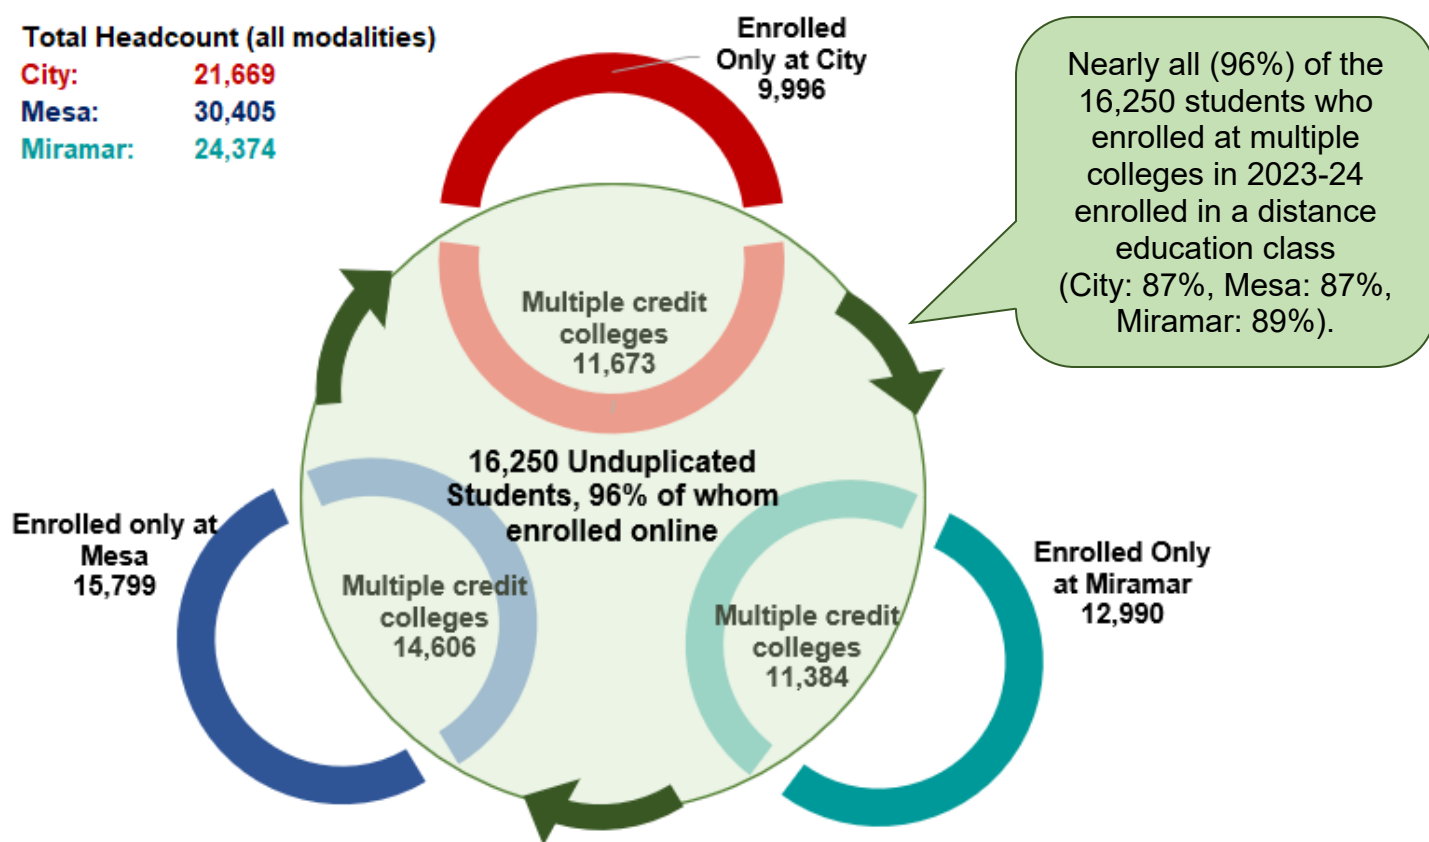 Total Headcount (all modalities)
City: 21,669
Mesa: 30,405
Miramar: 24,374
Enrolled
Only at City
9,996
Nearly all (96%) of the
16,250 students who
enrolled at multiple
colleges in 2023-24
enrolled in a distance
education class
(City: 87%, Mesa: 87%,
Miramar: 89%).
Multiple credit
colleges
11,673
16,250 Unduplicated
Students, 96% of whom
enrolled online
Enrolled only at
Mesa
15,799
Multiple credit
colleges
14,606
Multiple credit
colleges
11,384
Enrolled Only
at Miramar
12,990